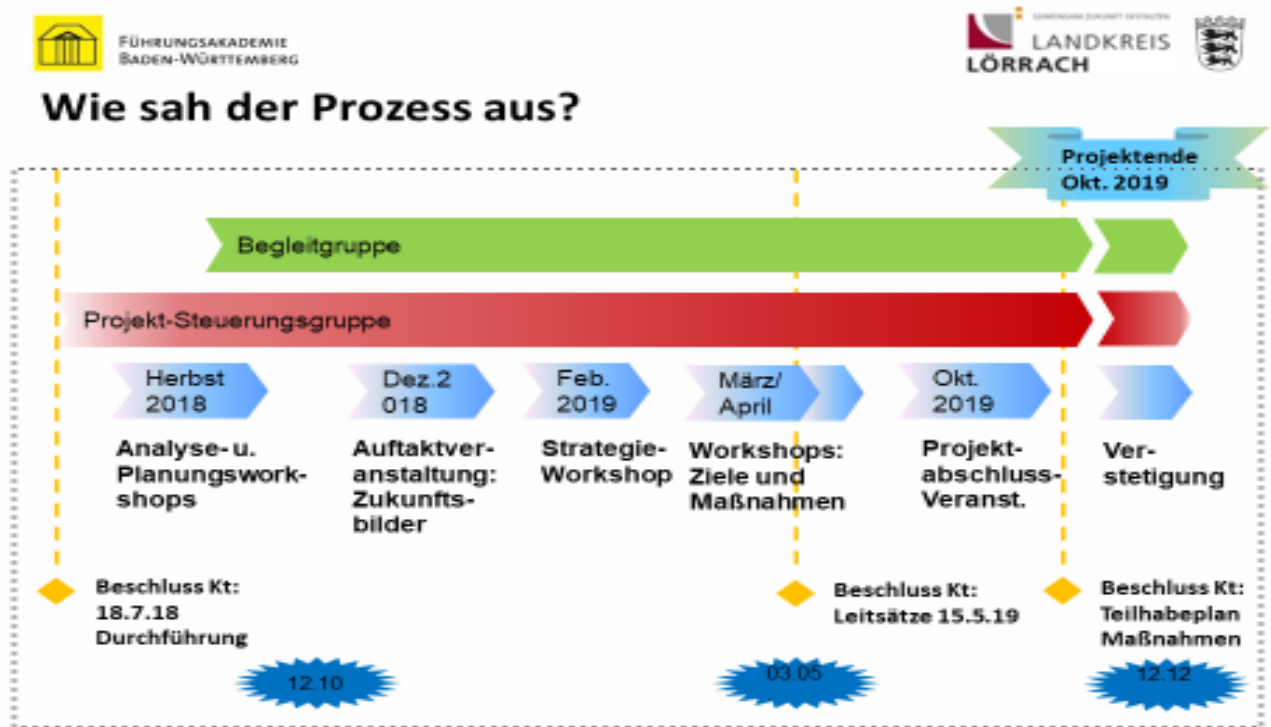 FÜHRUNGSAKADEMIE
BADEN-WÜRTTEMBERG
GEMEINSAM ZUKUNFT GESTALTEN
LANDKREIS
LÖRRACH
Wie sah der Prozess aus?
Projektende
Okt. 2019
Begleitgruppe
Projekt-Steuerungsgruppe
Herbst
2018
Dez.2
018
Feb.
2019
März/
April
Okt.
2019
Analyse- u.
Planungswork-
shops
Auftaktver-
anstaltung:
Zukunfts-
bilder
Strategie-
Workshop
Workshops:
Ziele und
Maßnahmen
Projekt-
abschluss-
Veranst.
Ver-
stetigung
Beschluss Kt:
18.7.18
Durchführung
Beschluss Kt:
Leitsätze 15.5.19
Beschluss Kt:
Teilhabeplan
Maßnahmen
12.10
03.05
12.12